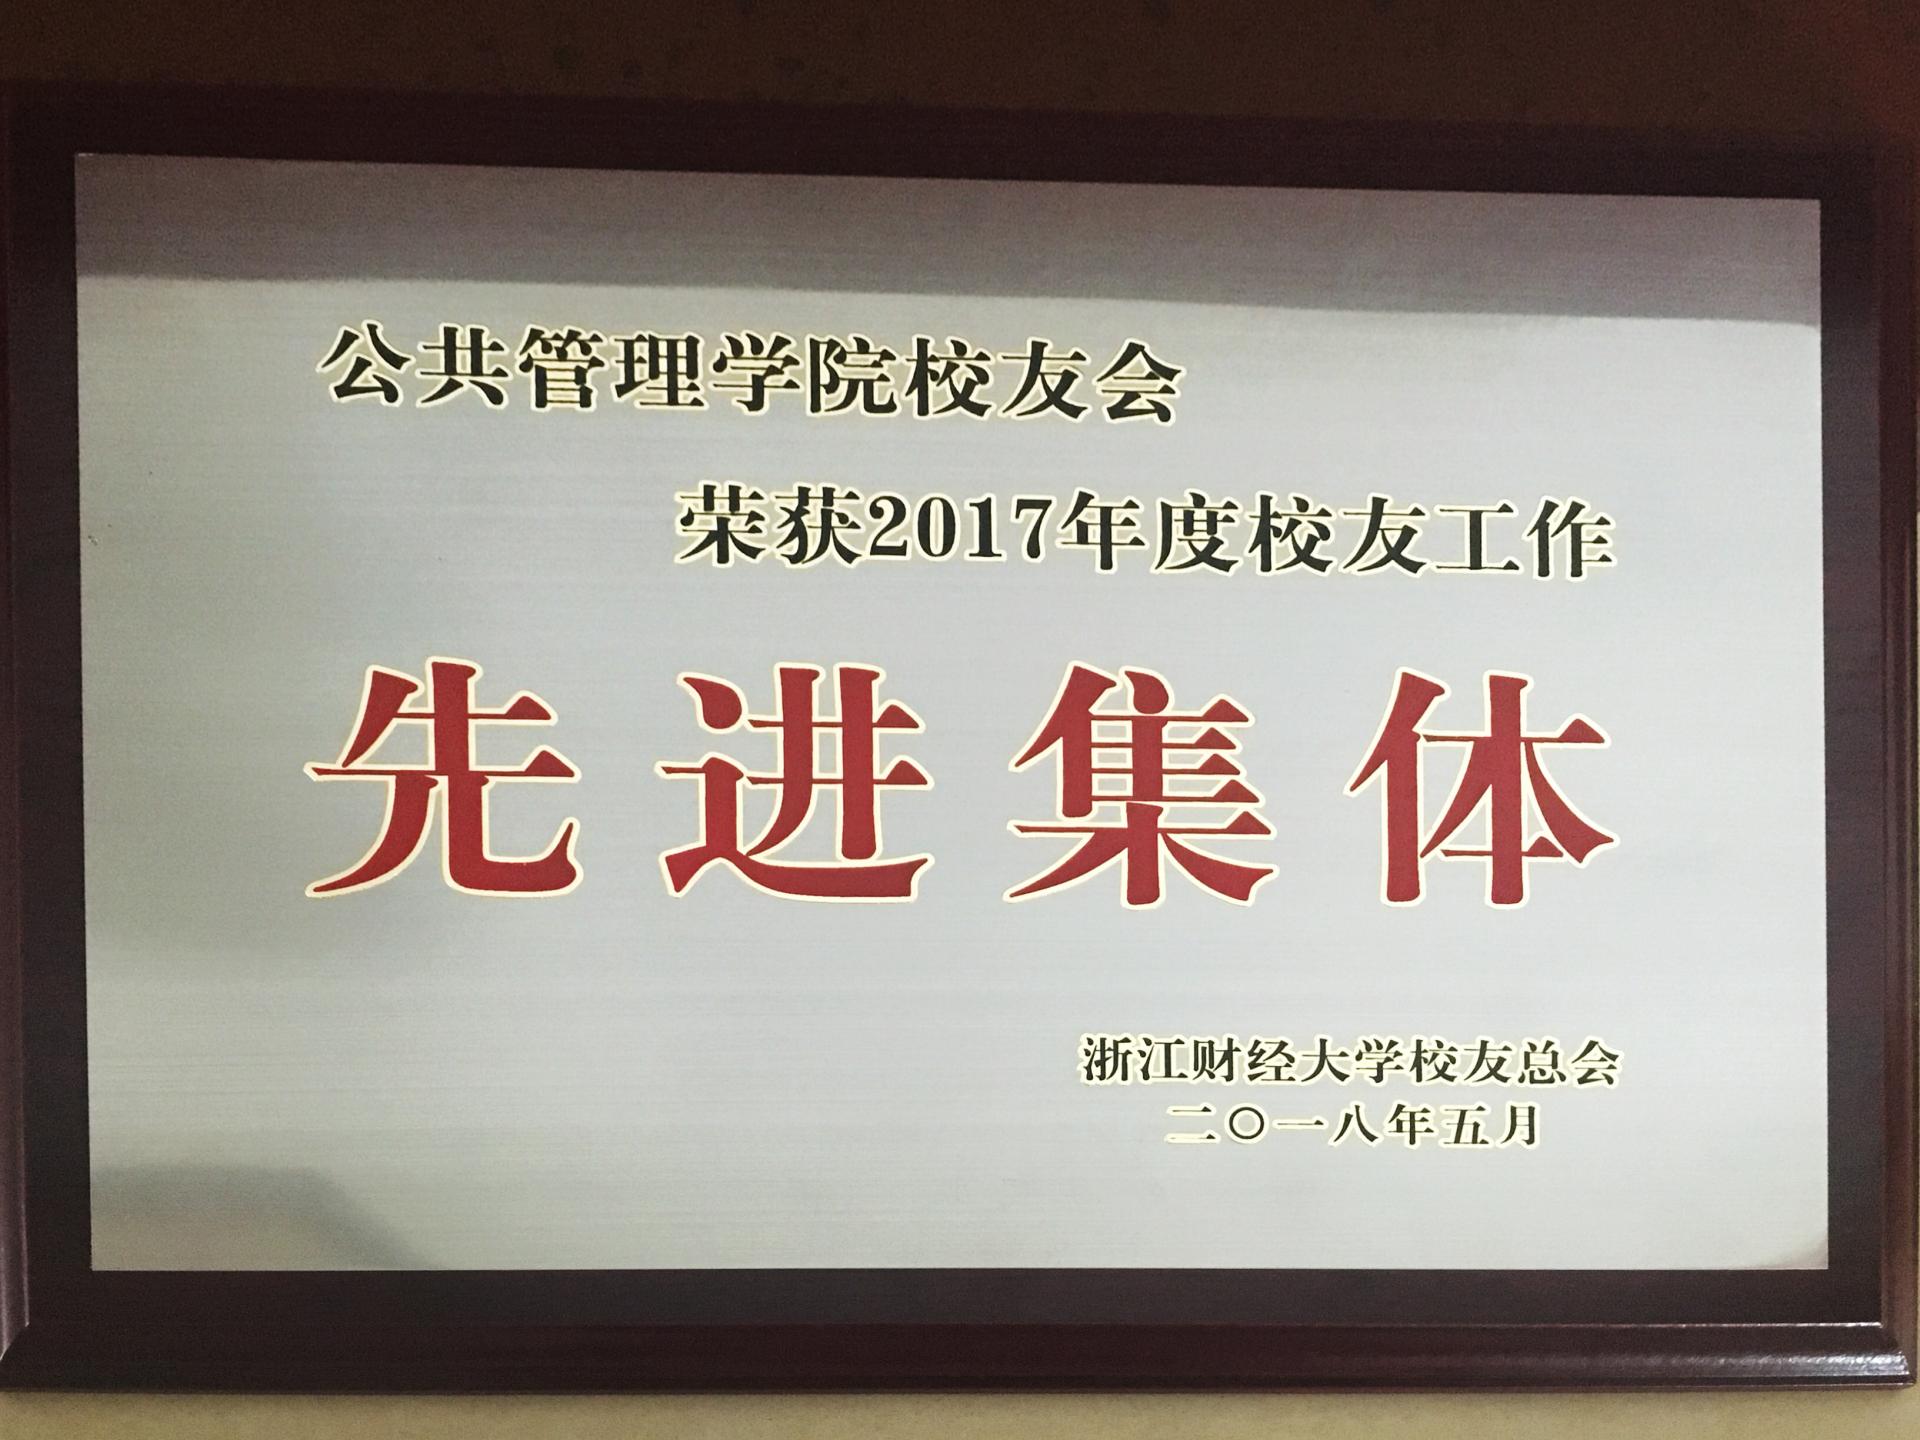 公共管理学院校友会
荣获2017年度校友工作
先进集体
浙江财经大学校友总会
二〇一八年五月